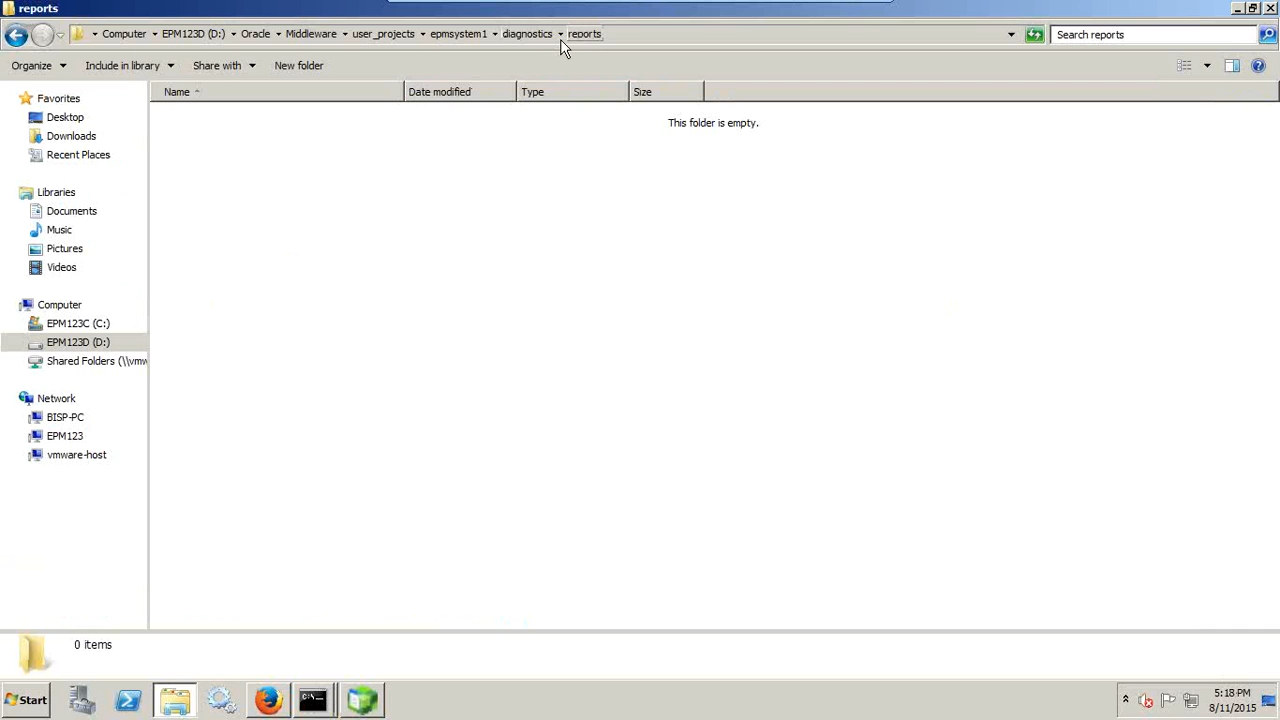 reports
Computer EPM123D (D:) Oracle Middleware user_projects epmsystem1 diagnostics reports
Search reports
Organize Include in library Share with New folder
Name Date modified Type Size
This folder is empty.
Favorites
Desktop
Downloads
Recent Places
Libraries
Documents
Music
Pictures
Videos
Computer
EPM123C (C:)
EPM123D (D:)
Shared Folders (\\vmw
Network
BISP-PC
EPM123
vmware-host
0 items
Start
5:18 PM
8/11/2015